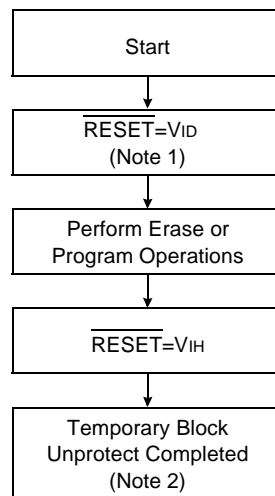 Start
RESET=VID
(Note 1)
Perform Erase or
Program Operations
RESET=VIH
Temporary Block
Unprotect Completed
(Note 2)